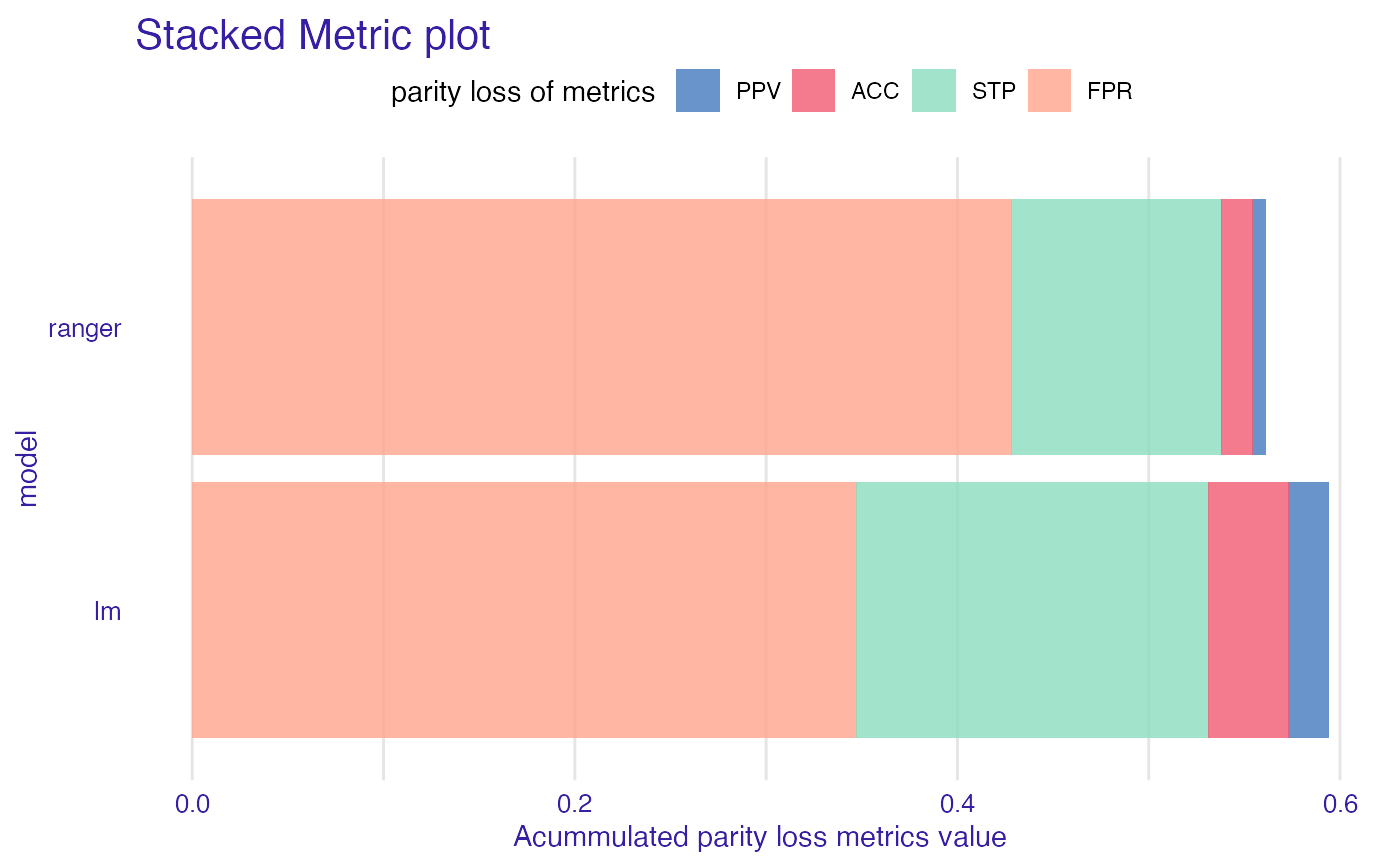 Stacked Metric plot
parity loss of metrics PPV ACC STP FPR
ranger
lm
model
0.0 0.2 0.4 0.6
Acummulated parity loss metrics value